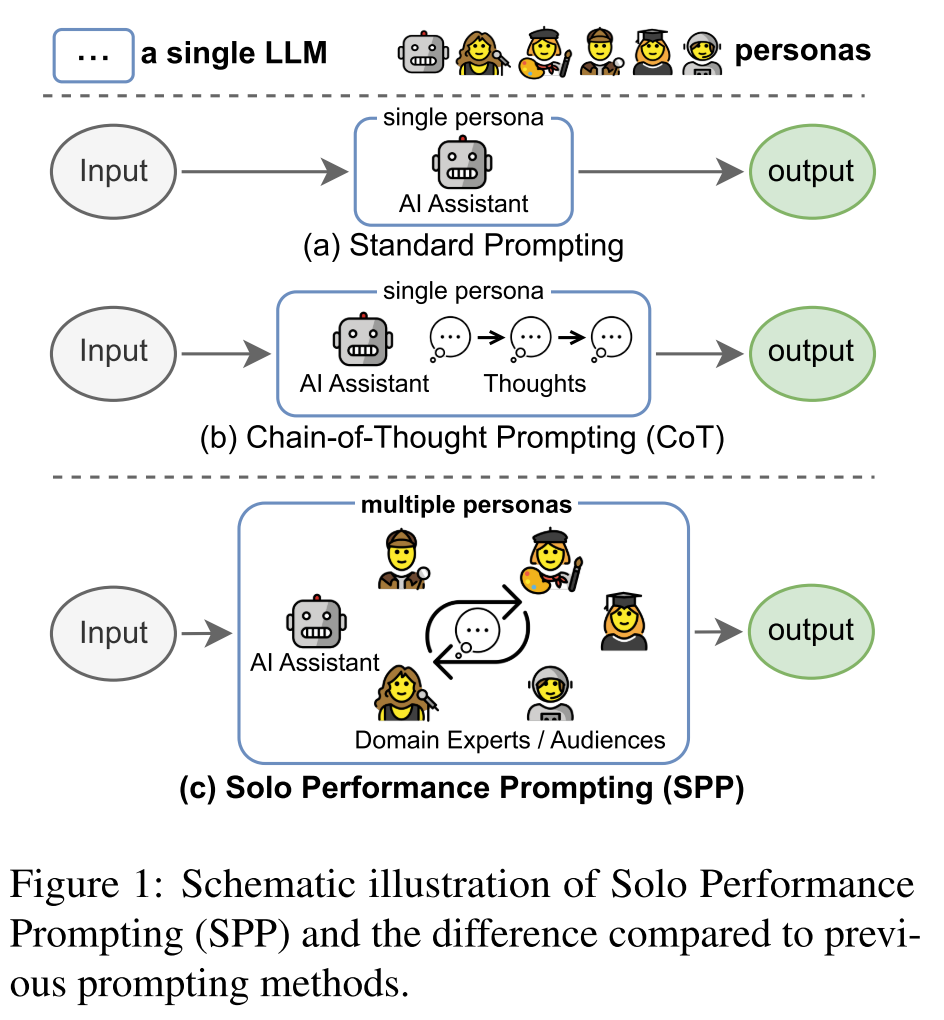 ... a single LLM personas
single persona
Input AI Assistant output
(a) Standard Prompting
single persona
Input ... ... ... output
AI Assistant Thoughts
(b) Chain-of-Thought Prompting (CoT)
multiple personas
Input ... output
AI Assistant
Domain Experts / Audiences
(c) Solo Performance Prompting (SPP)
Figure 1: Schematic illustration of Solo Performance
Prompting (SPP) and the difference compared to previ-
ous prompting methods.